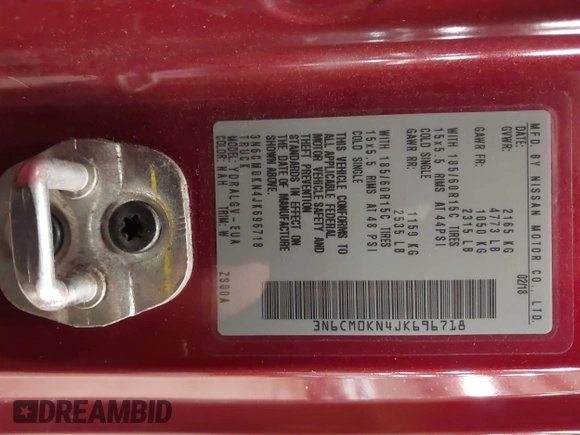 MFD. BY NISSAN MOTOR CO., LTD.
02/18
GVWR: 2165 KG
4773 LB
GAWR FR: 1050 KG
2315 LB
WITH 185/60R15C TIRES
15x5.5 RIMS AT 44PSI
COLD SINGLE
GAWR RR: 1150 KG
2535 LB
WITH 185/60R15C TIRES
15x5.5 RIMS AT 48 PSI
COLD SINGLE
THIS VEHICLE CONFORMS TO
ALL APPLICABLE FEDERAL
MOTOR VEHICLE SAFETY AND
THEFT PREVENTION
STANDARDS IN EFFECT ON
THE DATE OF MANUFACTURE
SHOWN ABOVE.
3N6CM0KN4JK696718
TRUCK
MODEL YDRALGV-EUA
COLOR: NAH TRIM: W 2S00A
3N6CM0KN4JK696718
DREAMBID